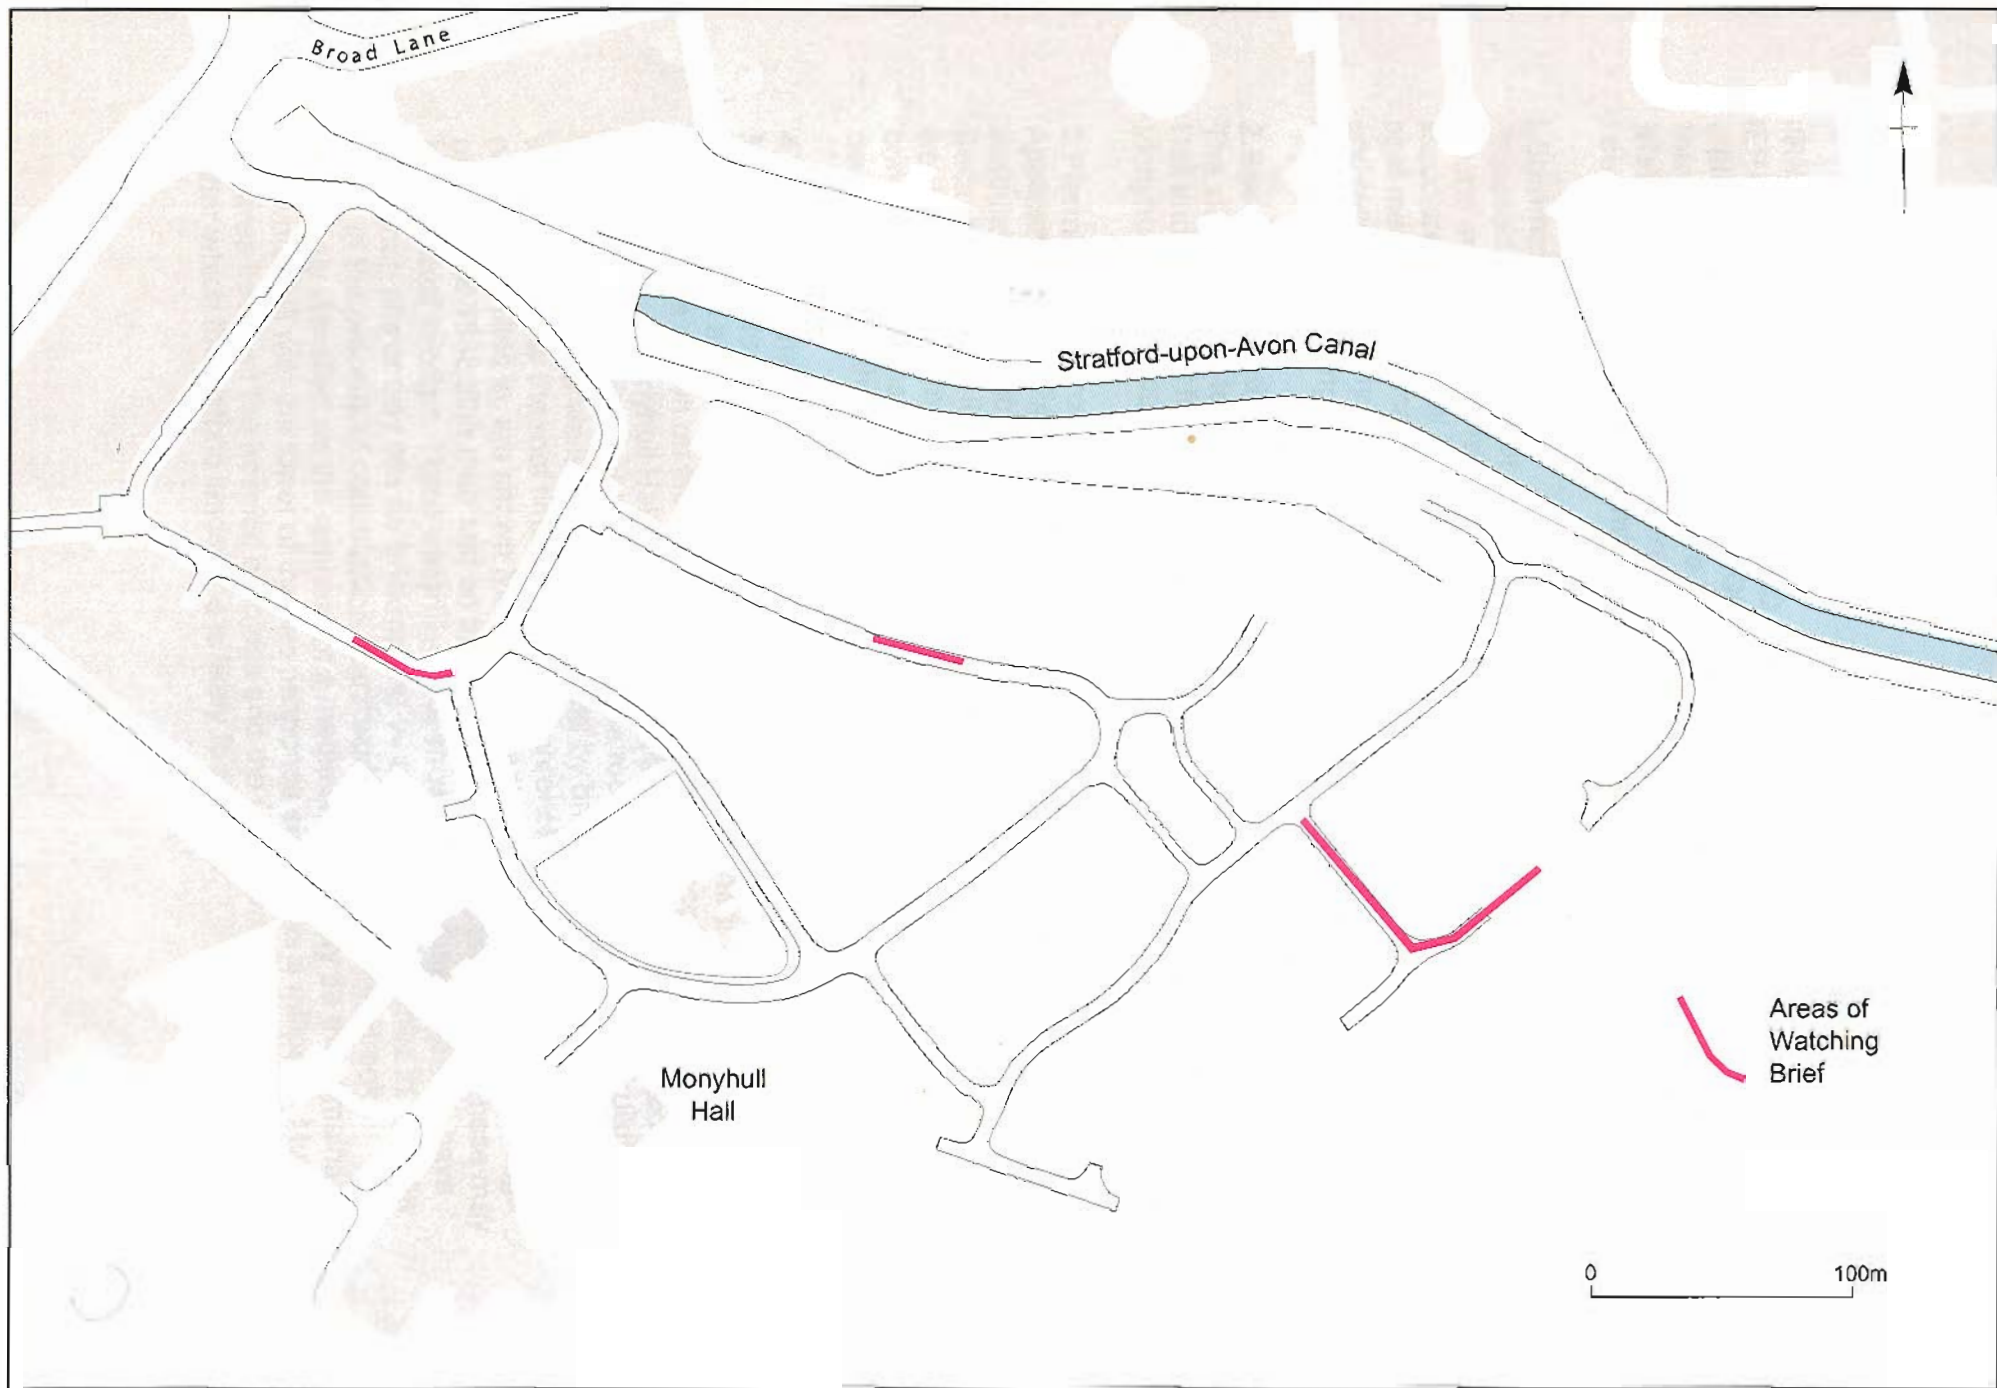 Broad Lane
Stratford-upon-Avon Canal
Monyhull
Hall
Areas of
Watching
Brief
0 100m